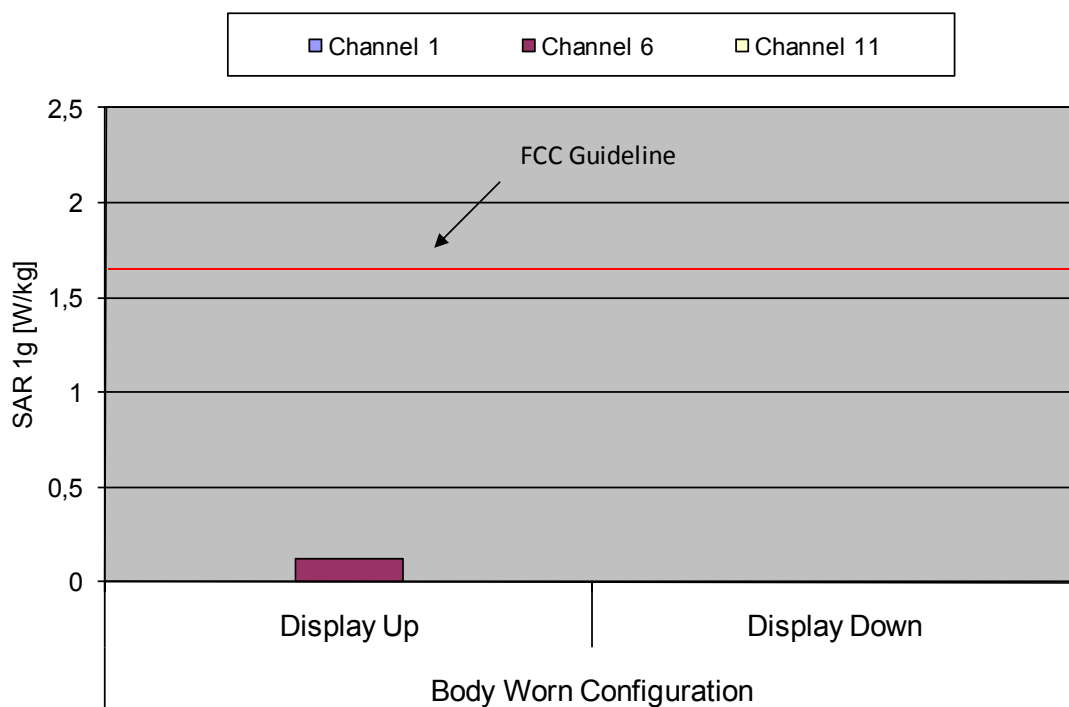 Channel 1 Channel 6 Channel 11
FCC Guideline
SAR 1g [W/kg]
2,5
2
1,5
1
0,5
0
Display Up Display Down
Body Worn Configuration